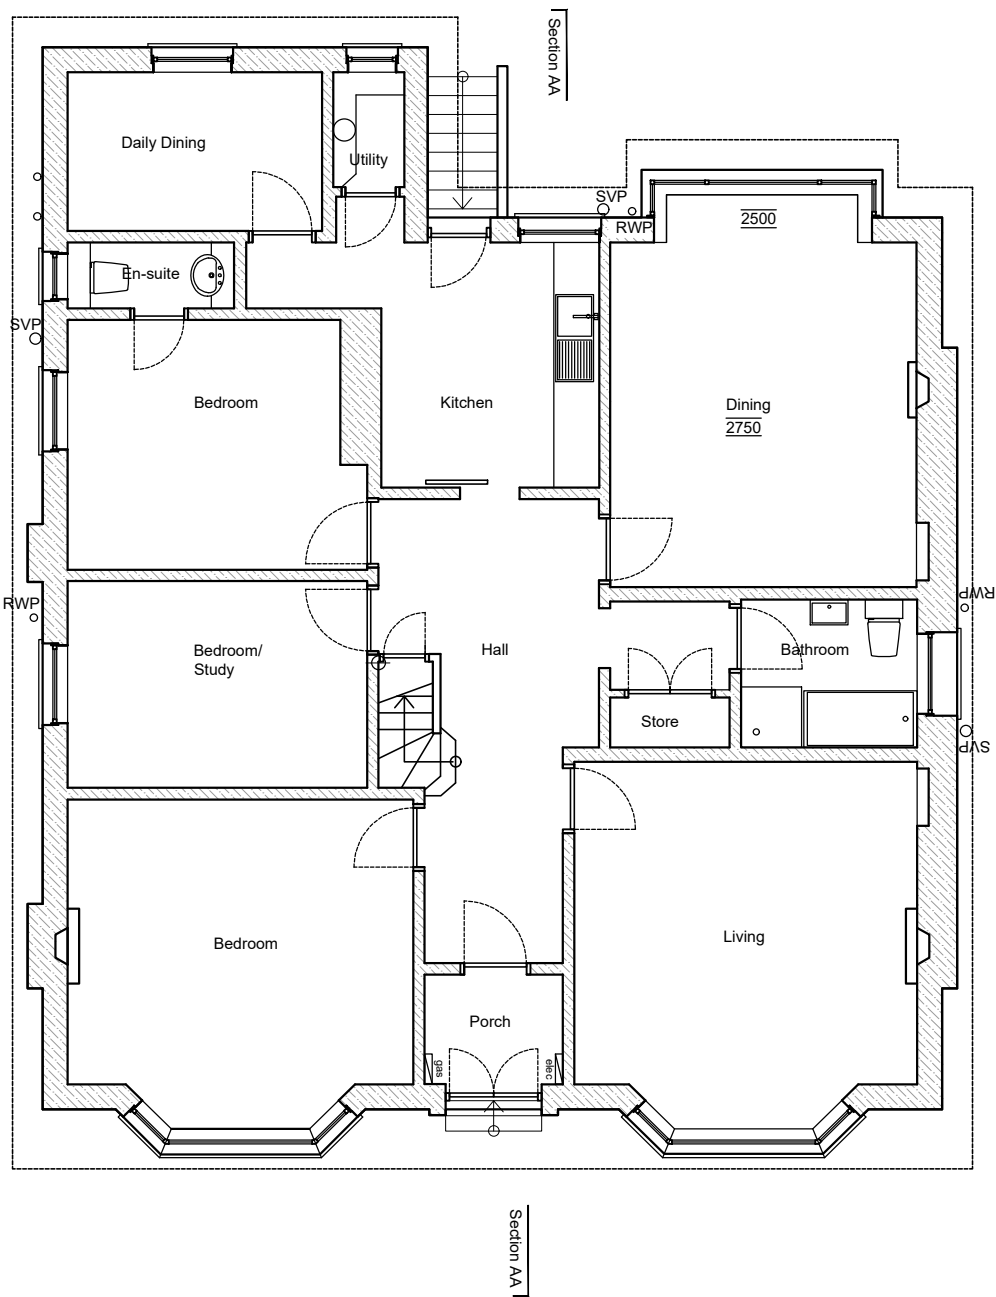 Section AA
Daily Dining
Utility
SVP
RWP
2500
En-suite
SVP
Bedroom
Kitchen
Dining
2750
RWP
RWP
Bedroom/
Study
Hall
Bathroom
Store
SVP
Bedroom
Living
Porch
gas
elec
Section AA